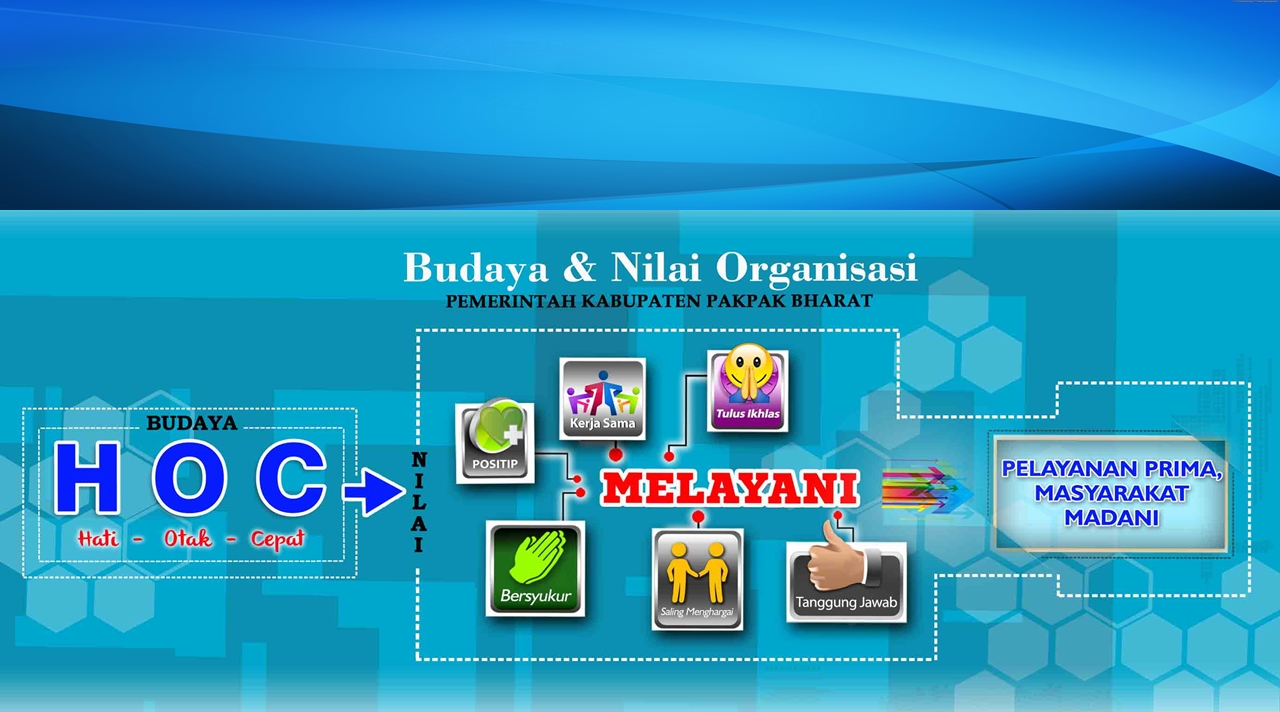 Budaya & Nilai Organisasi
PEMERINTAH KABUPATEN PAKPAK BHARAT
BUDAYA
H O C
Hati - Otak - Cepat
NILAI
POSITIP
Kerja Sama
Tulus Ikhlas
MELAYANI
Bersyukur
Saling Menghargai
Tanggung Jawab
PELAYANAN PRIMA,
MASYARAKAT
MADANI